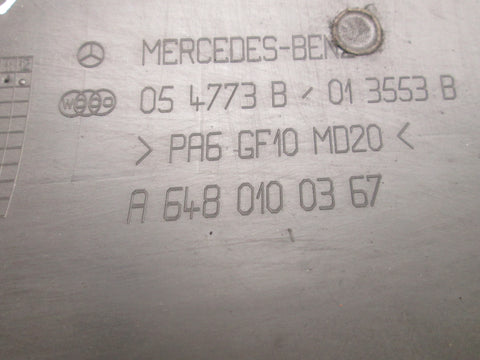 MERCEDES-BENZ
05 4773 B / 01 3553 B
> PA6 GF10 MD20 <
A 648 010 03 67